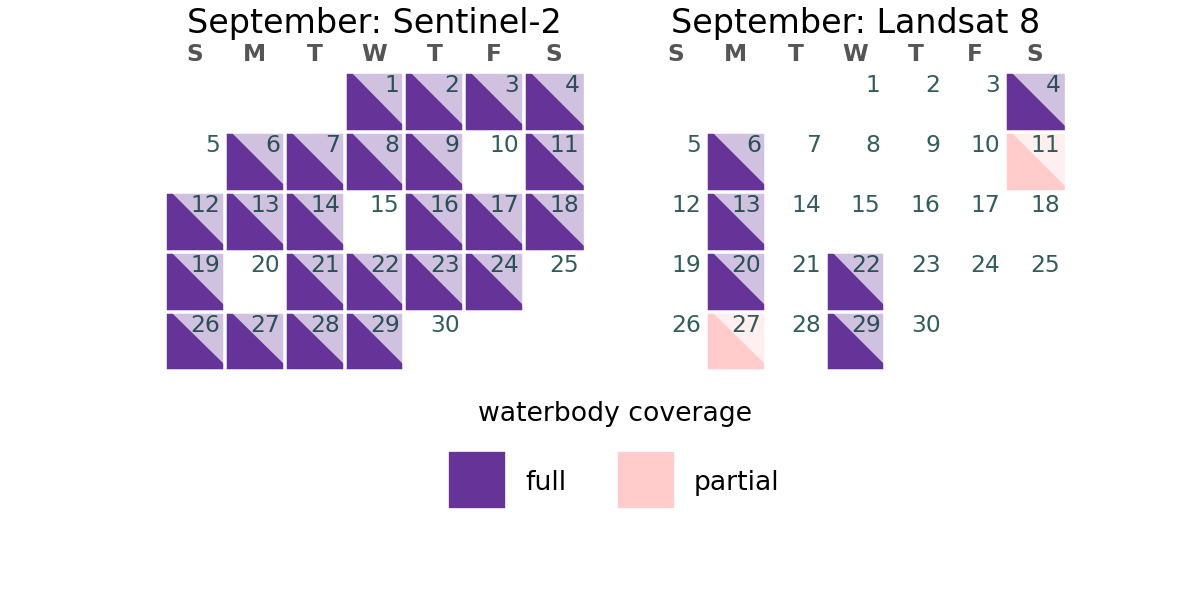 September: Sentinel-2
S M T W T F S
1 2 3 4
5 6 7 8 9 10 11
12 13 14 15 16 17 18
19 20 21 22 23 24 25
26 27 28 29 30
September: Landsat 8
S M T W T F S
1 2 3 4
5 6 7 8 9 10 11
12 13 14 15 16 17 18
19 20 21 22 23 24 25
26 27 28 29 30
waterbody coverage
full partial